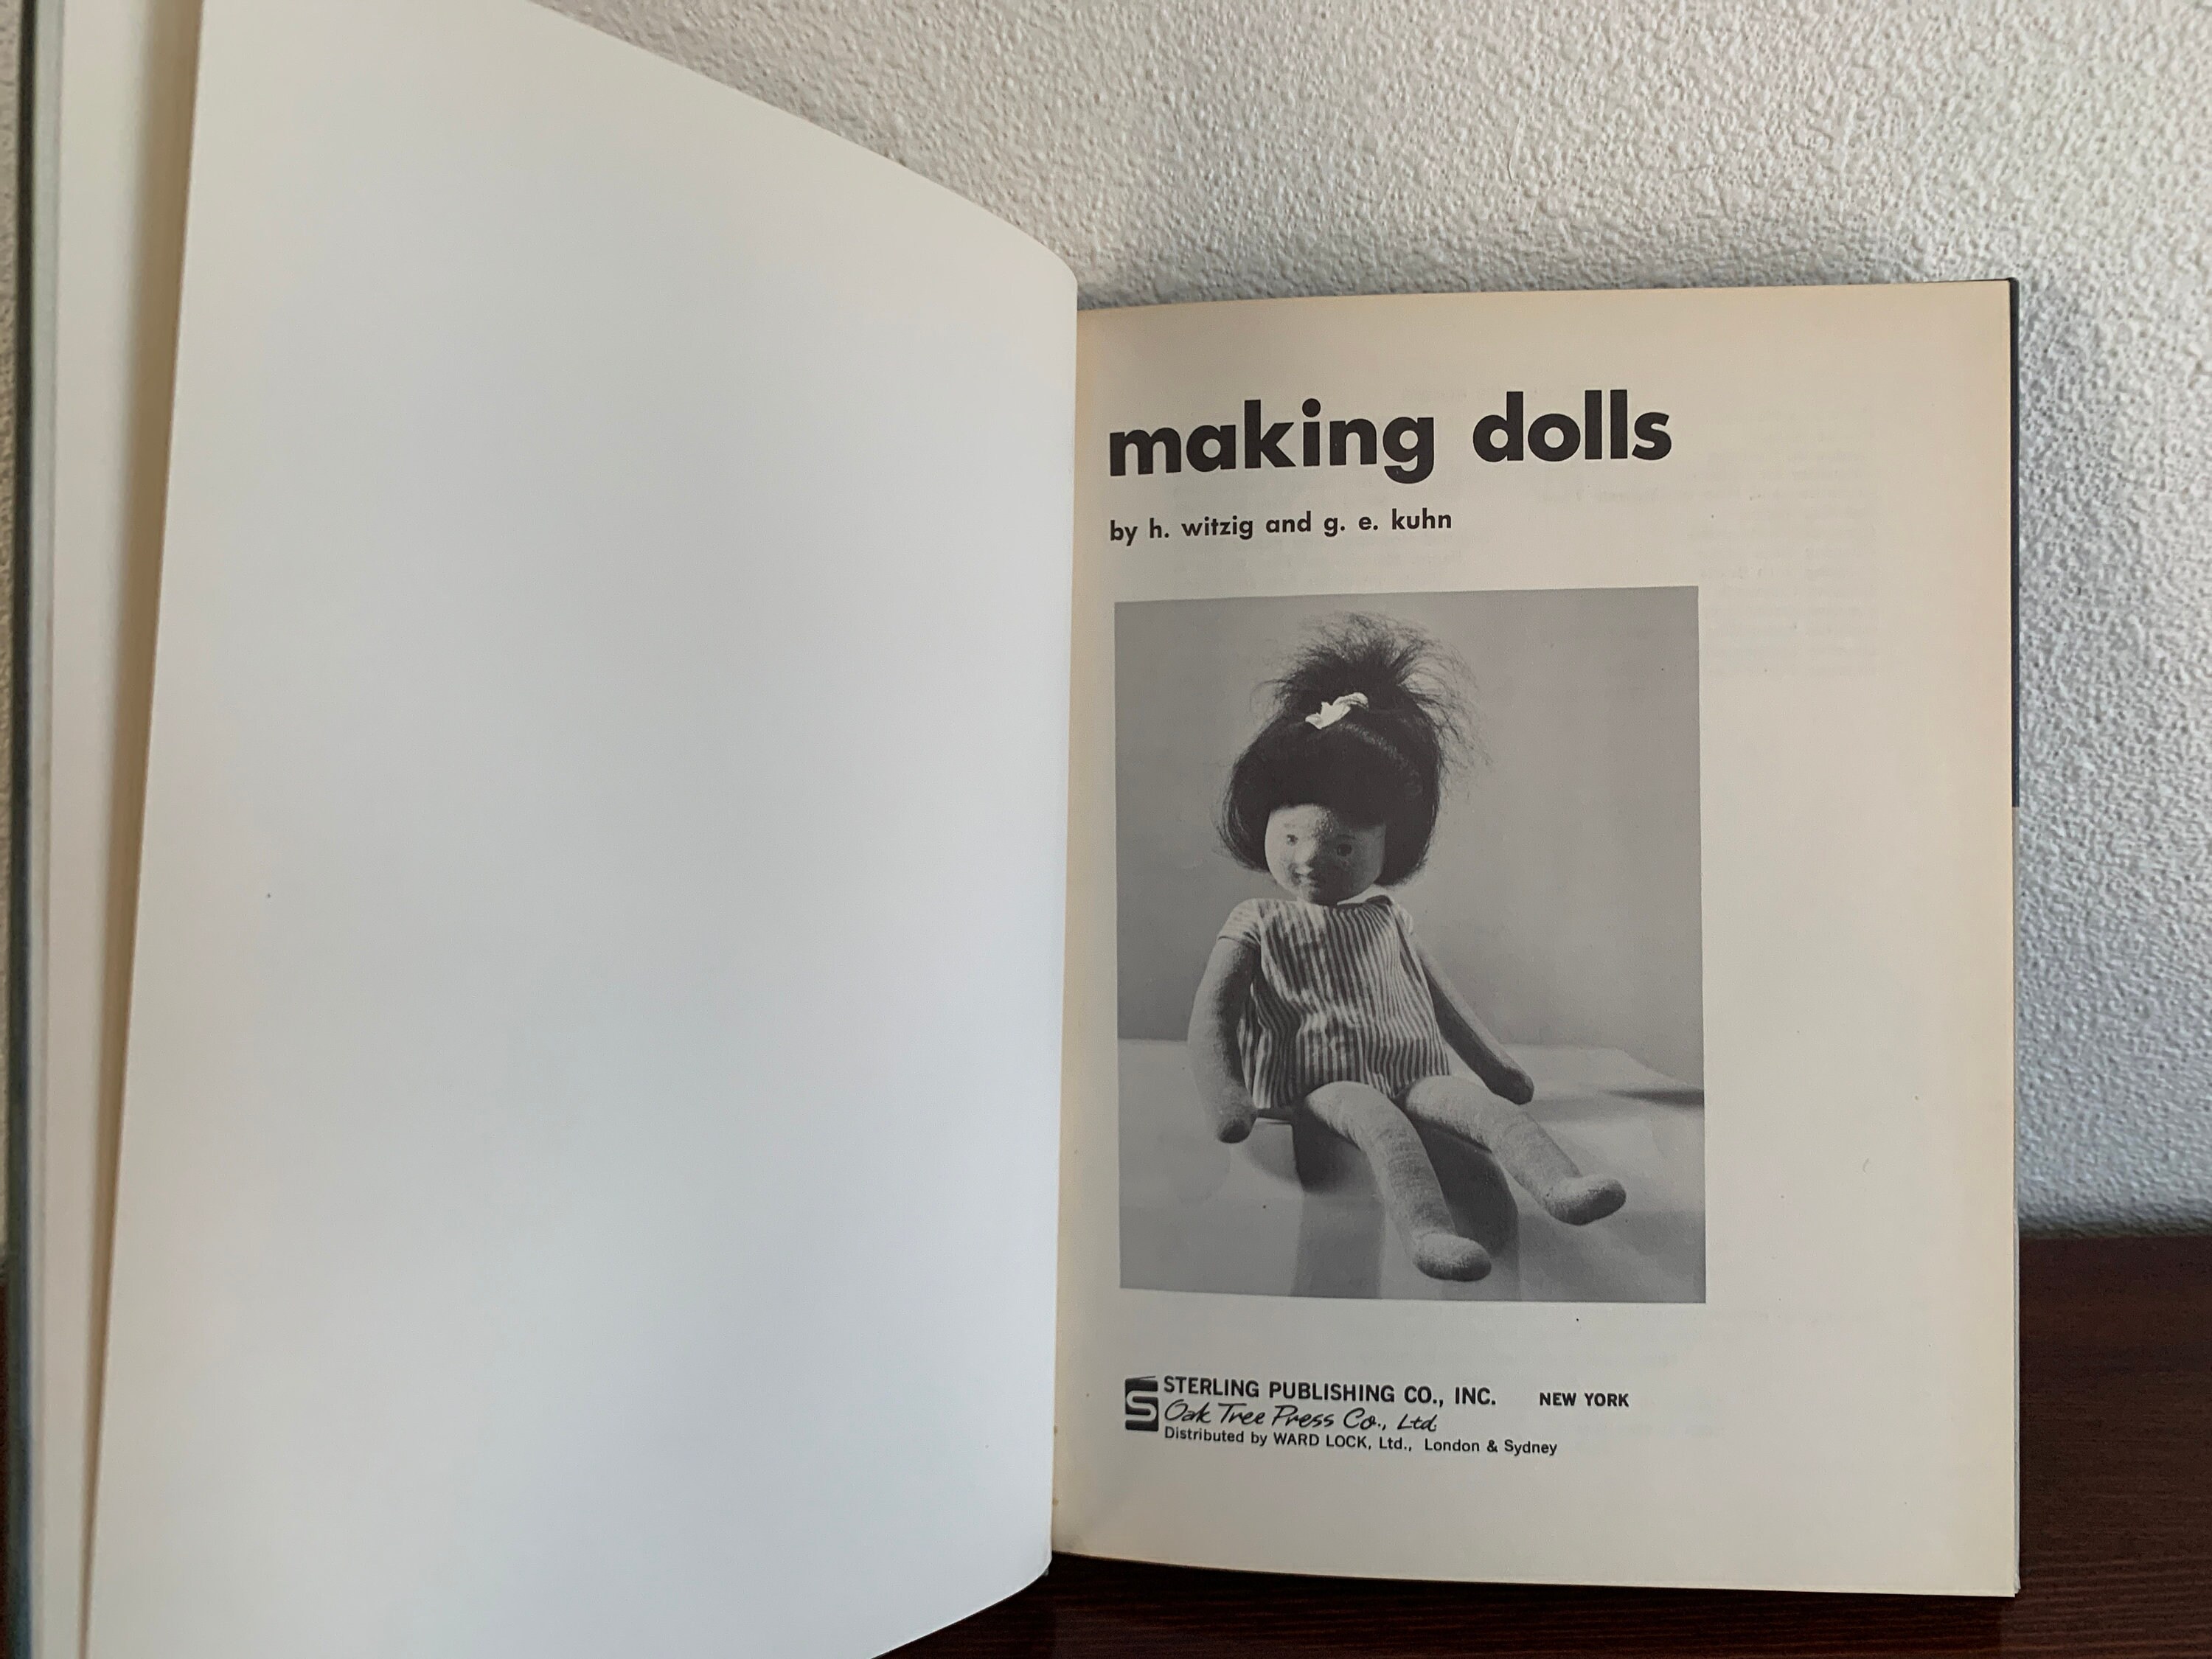 making dolls
by h. witzig and g. e. kuhn
STERLING PUBLISHING CO., INC. NEW YORK
Oak Tree Press Co., Ltd.
Distributed by WARD LOCK, Ltd., London & Sydney